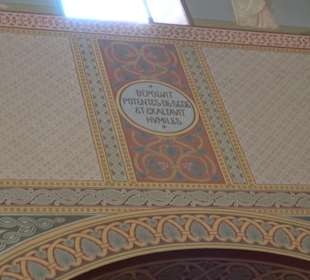 DEPOSUIT
POTENTES DE SEDE
ET EXALTAVIT
HUMILES